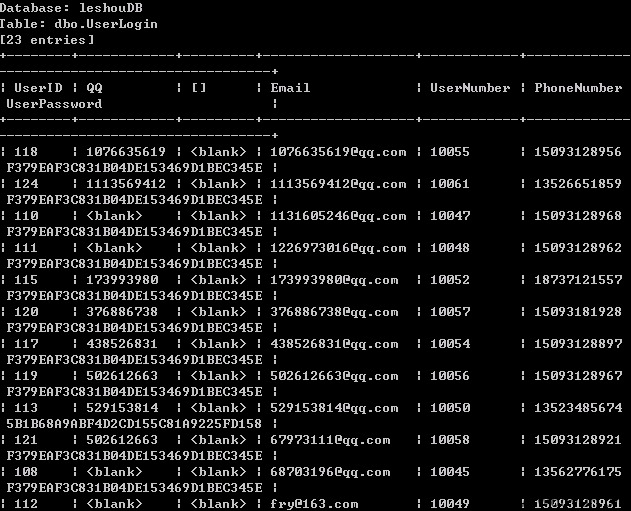 Database: leshouDB
Table: dbo.UserLogin
[23 entries]
+--------+------------+---------+------------------+------------+-------------
----------------------------------+
| UserID | QQ | [] | Email | UserNumber | PhoneNumber
UserPassword |
+--------+------------+---------+------------------+------------+-------------
----------------------------------+
| 118 | 1076635619 | <blank> | 1076635619@qq.com | 10055 | 15093128956
F379EAF3C831B04DE153469D1BEC345E |
| 124 | 1113569412 | <blank> | 1113569412@qq.com | 10061 | 13526651859
F379EAF3C831B04DE153469D1BEC345E |
| 110 | <blank> | <blank> | 1131605246@qq.com | 10047 | 15093128968
F379EAF3C831B04DE153469D1BEC345E |
| 111 | <blank> | <blank> | 1226973016@qq.com | 10048 | 15093128962
F379EAF3C831B04DE153469D1BEC345E |
| 115 | 173993980 | <blank> | 173993980@qq.com | 10052 | 18737121557
F379EAF3C831B04DE153469D1BEC345E |
| 120 | 376886738 | <blank> | 376886738@qq.com | 10057 | 15093181928
F379EAF3C831B04DE153469D1BEC345E |
| 117 | 438526831 | <blank> | 438526831@qq.com | 10054 | 15093128897
F379EAF3C831B04DE153469D1BEC345E |
| 119 | 502612663 | <blank> | 502612663@qq.com | 10056 | 15093128967
F379EAF3C831B04DE153469D1BEC345E |
| 113 | 529153814 | <blank> | 529153814@qq.com | 10050 | 13523485674
5B1B68A9ABF4D2CD155C81A9225FD158 |
| 121 | 502612663 | <blank> | 67973111@qq.com | 10058 | 15093128921
F379EAF3C831B04DE153469D1BEC345E |
| 108 | <blank> | <blank> | 68703196@qq.com | 10045 | 13562776175
F379EAF3C831B04DE153469D1BEC345E |
| 112 | <blank> | <blank> | fry@163.com | 10049 | 15093128961